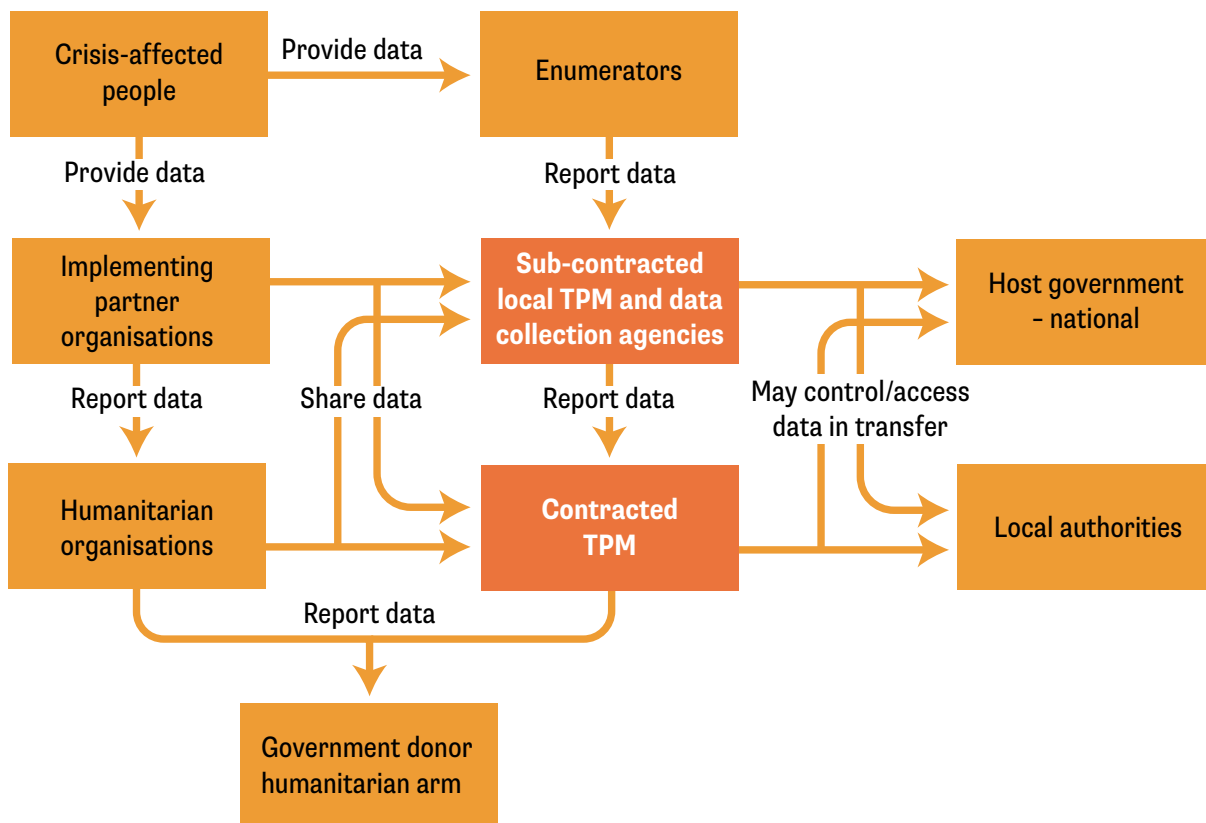 Crisis-affected
people
Provide data
Enumerators
Provide data
Report data
Implementing
partner
organisations
Sub-contracted
local TPM and data
collection agencies
Host government
– national
Report data
Share data
Report data
May control/access
data in transfer
Humanitarian
organisations
Contracted
TPM
Local authorities
Report data
Government donor
humanitarian arm